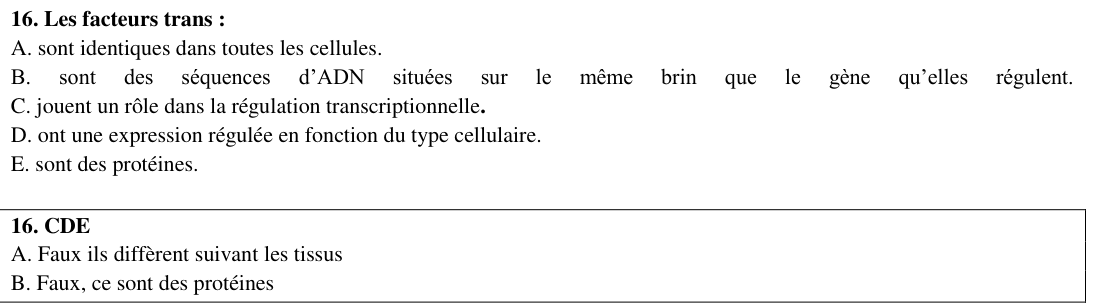 16. Les facteurs trans :
A. sont identiques dans toutes les cellules.
B. sont des séquences d’ADN situées sur le même brin que le gène qu’elles régulent.
C. jouent un rôle dans la régulation transcriptionnelle.
D. ont une expression régulée en fonction du type cellulaire.
E. sont des protéines.
16. CDE
A. Faux ils diffèrent suivant les tissus
B. Faux, ce sont des protéines